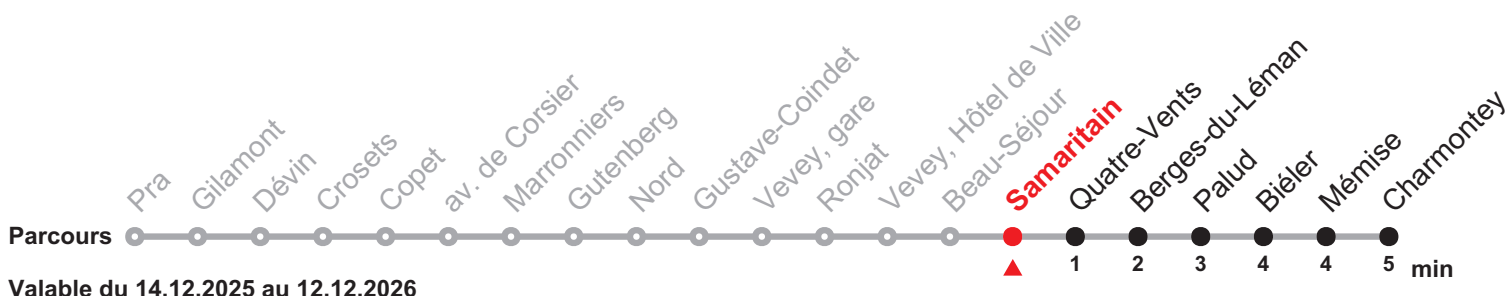 Pra
Gilamont
Dévin
Crosets
Copet
av. de Corsier
Marronniers
Gutenberg
Nord
Gustave-Coindet
Vevey, gare
Ronjat
Vevey, Hôtel de Ville
Beau-Séjour
Samaritain
Quatre-Vents
Berges-du-Léman
Palud
Biéler
Mémise
Charmontey
Parcours
1 2 3 4 4 5 min
Valable du 14.12.2025 au 12.12.2026